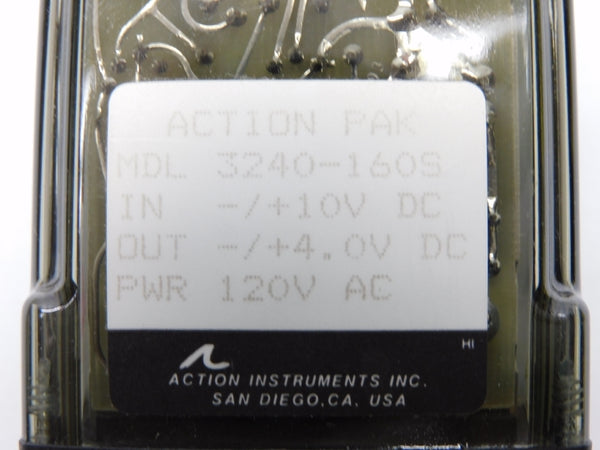 ACTION PAK
MDL 3240-160S
IN -/+10V DC
OUT -/+4.0V DC
PWR 120V AC
HI
ACTION INSTRUMENTS INC.
SAN DIEGO,CA. USA